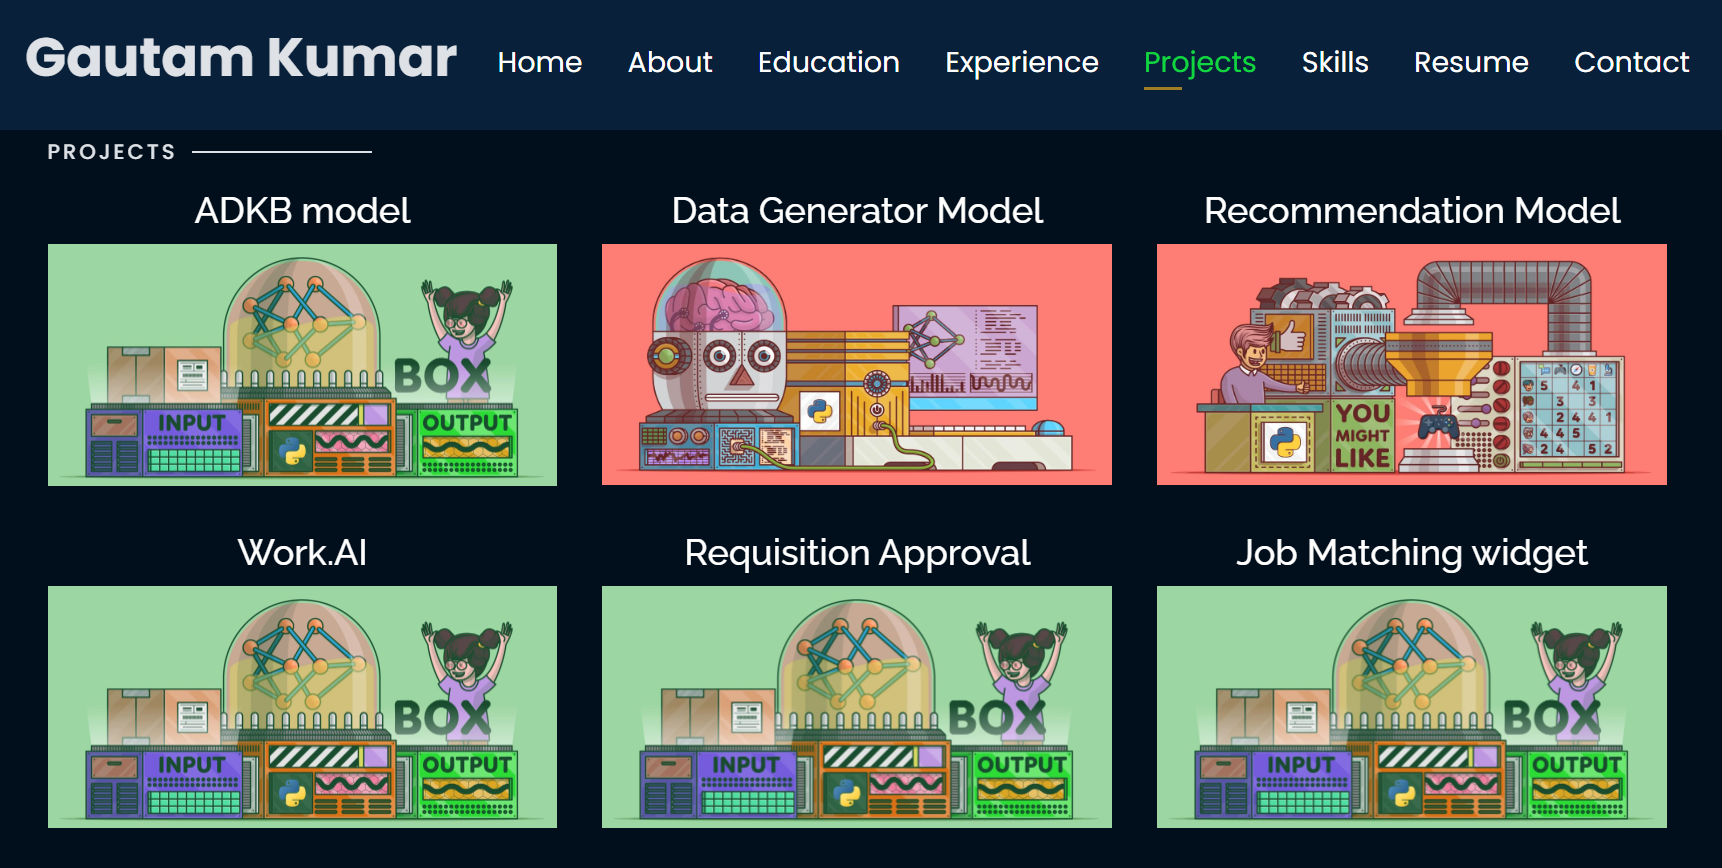 Gautam Kumar
Home About Education Experience Projects Skills Resume Contact
PROJECTS
ADKB model
Data Generator Model
Recommendation Model
BOX
INPUT
OUTPUT
YOU
MIGHT
LIKE
5 4 1
3 3
2 4 4 1
4 4 5
2 4 5 2
Work.AI
Requisition Approval
Job Matching widget
BOX
INPUT
OUTPUT
BOX
INPUT
OUTPUT
BOX
INPUT
OUTPUT